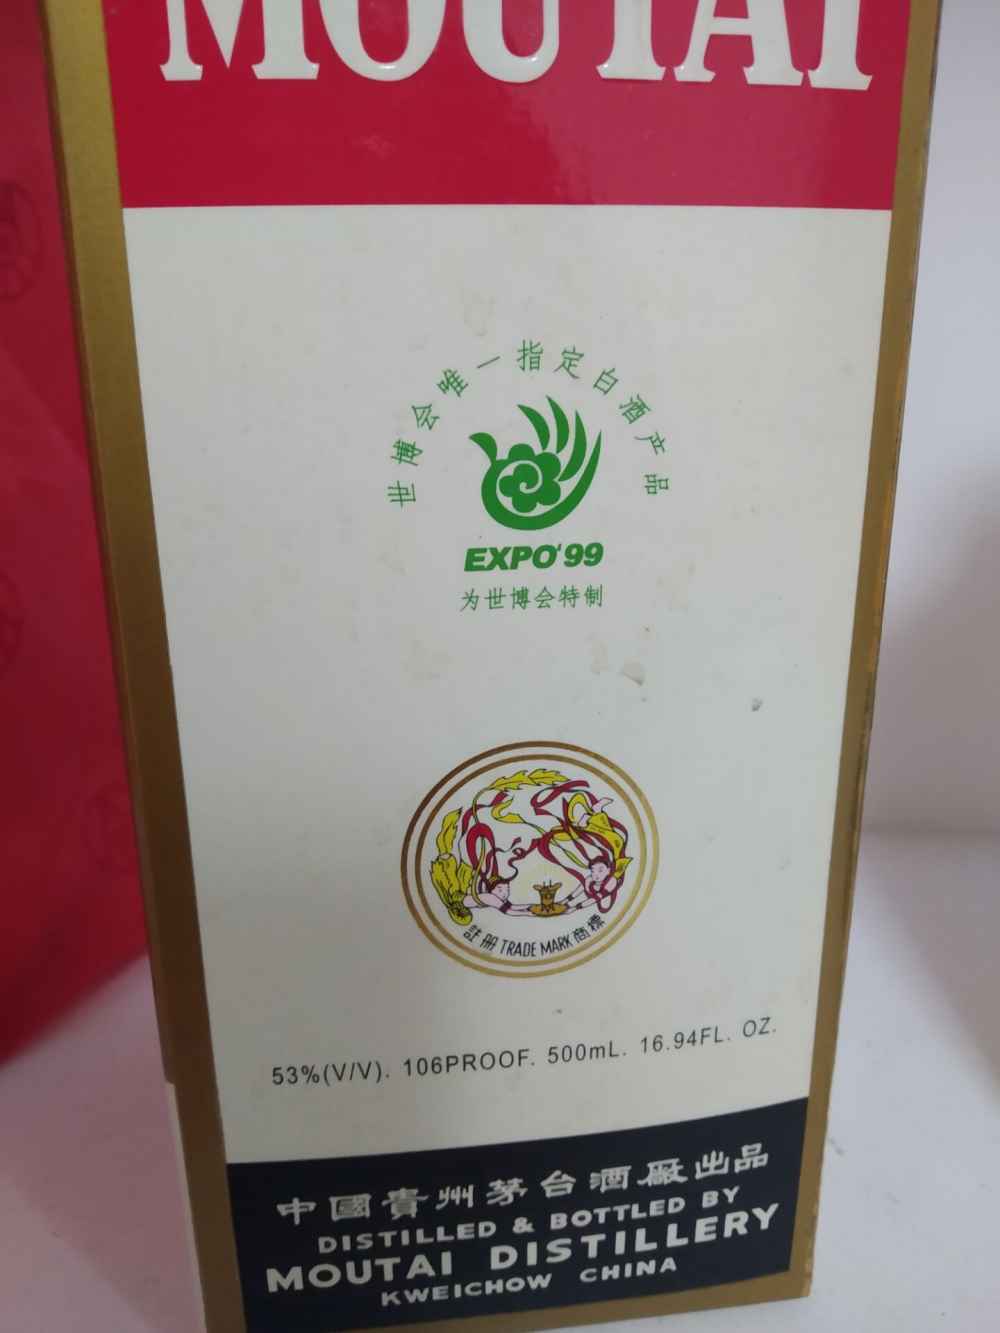 MOUTAI
世博会唯一指定白酒产品
EXPO'99
为世博会特制
註册 TRADE MARK 商標
53%(V/V). 106PROOF. 500mL. 16.94FL. OZ.
中國貴州茅台酒厰出品
DISTILLED & BOTTLED BY
MOUTAI DISTILLERY
KWEICHOW CHINA